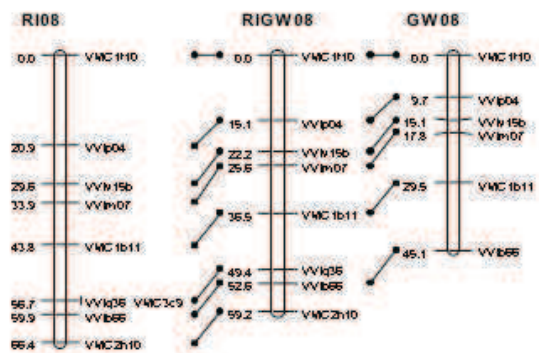 RI08 RIGW08 GW08
0.0 VMC1f10 0.0 VMC1f10 0.0 VMC1f10
9.7 VVIp04
15.1 VVIp04 15.1 VVIv15b
17.8 VVIm07
20.9 VVIp04 22.2 VVIv15b
25.6 VVIm07
29.6 VVIv15b 29.5 VMC1b11
33.9 VVIm07 36.5 VMC1b11
43.8 VMC1b11 45.1 VVIb66
49.4 VVIq36
56.7 VVIq36 VMC3c9 52.6 VVIb66
59.9 VVIb66 59.2 VMC2h10
66.4 VMC2h10